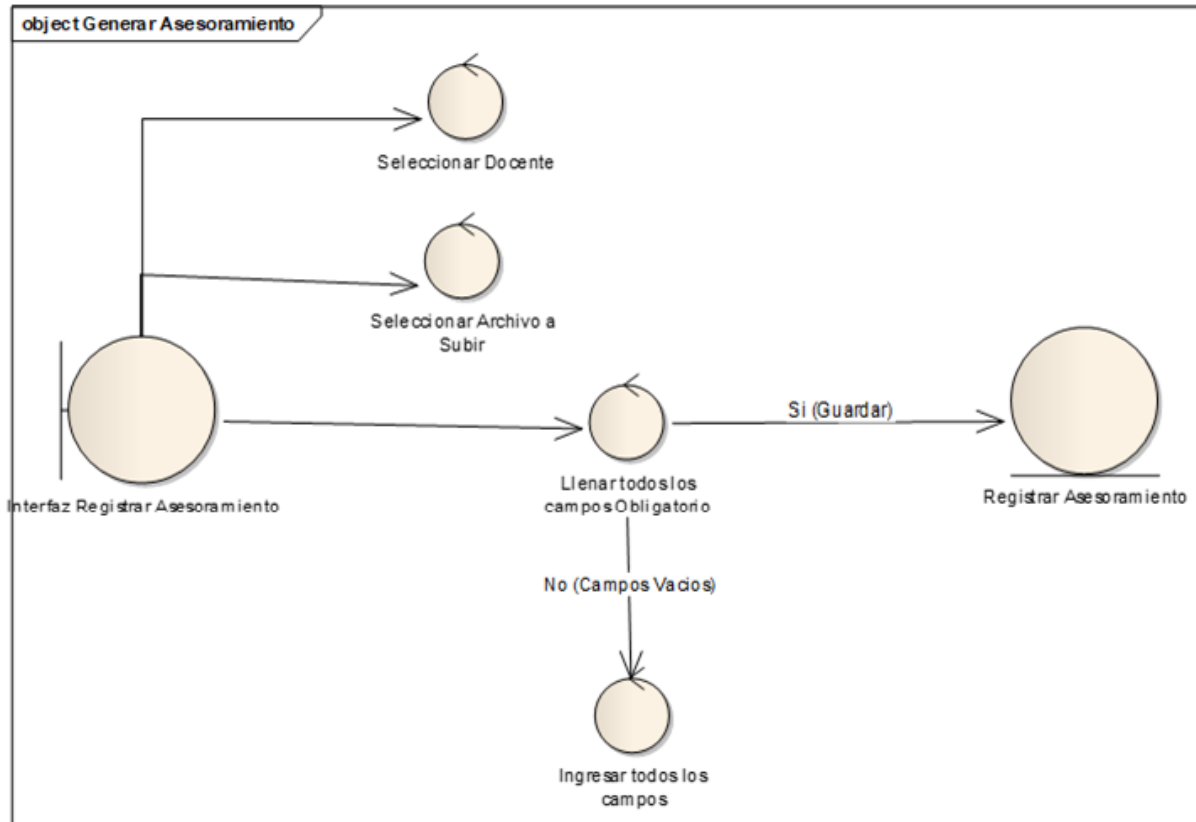 object Generar Asesoramiento
Seleccionar Docente
Seleccionar Archivo a
Subir
Si (Guardar)
Interfaz Registrar Asesoramiento
Llenar todos los
campos Obligatorio
Registrar Asesoramiento
No (Campos Vacios)
Ingresar todos los
campos